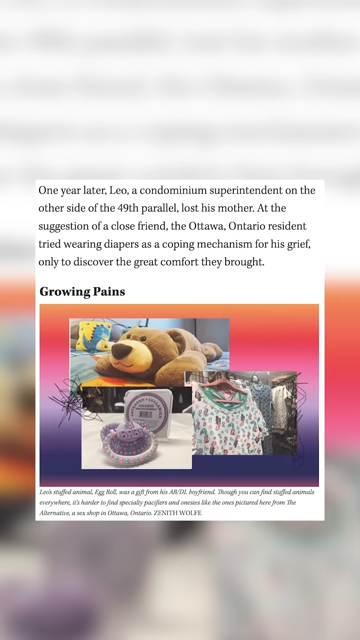 One year later, Leo, a condominium superintendent on the
other side of the 49th parallel, lost his mother. At the
suggestion of a close friend, the Ottawa, Ontario resident
tried wearing diapers as a coping mechanism for his grief,
only to discover the great comfort they brought.
Growing Pains
Leo's stuffed animal, Egg Roll, was a gift from his AB/DL boyfriend. Though you can find stuffed animals
everywhere, it's harder to find specialty pacifiers and onesies like the ones pictured here from The
Alternative, a sex shop in Ottawa, Ontario. ZENITH WOLFE